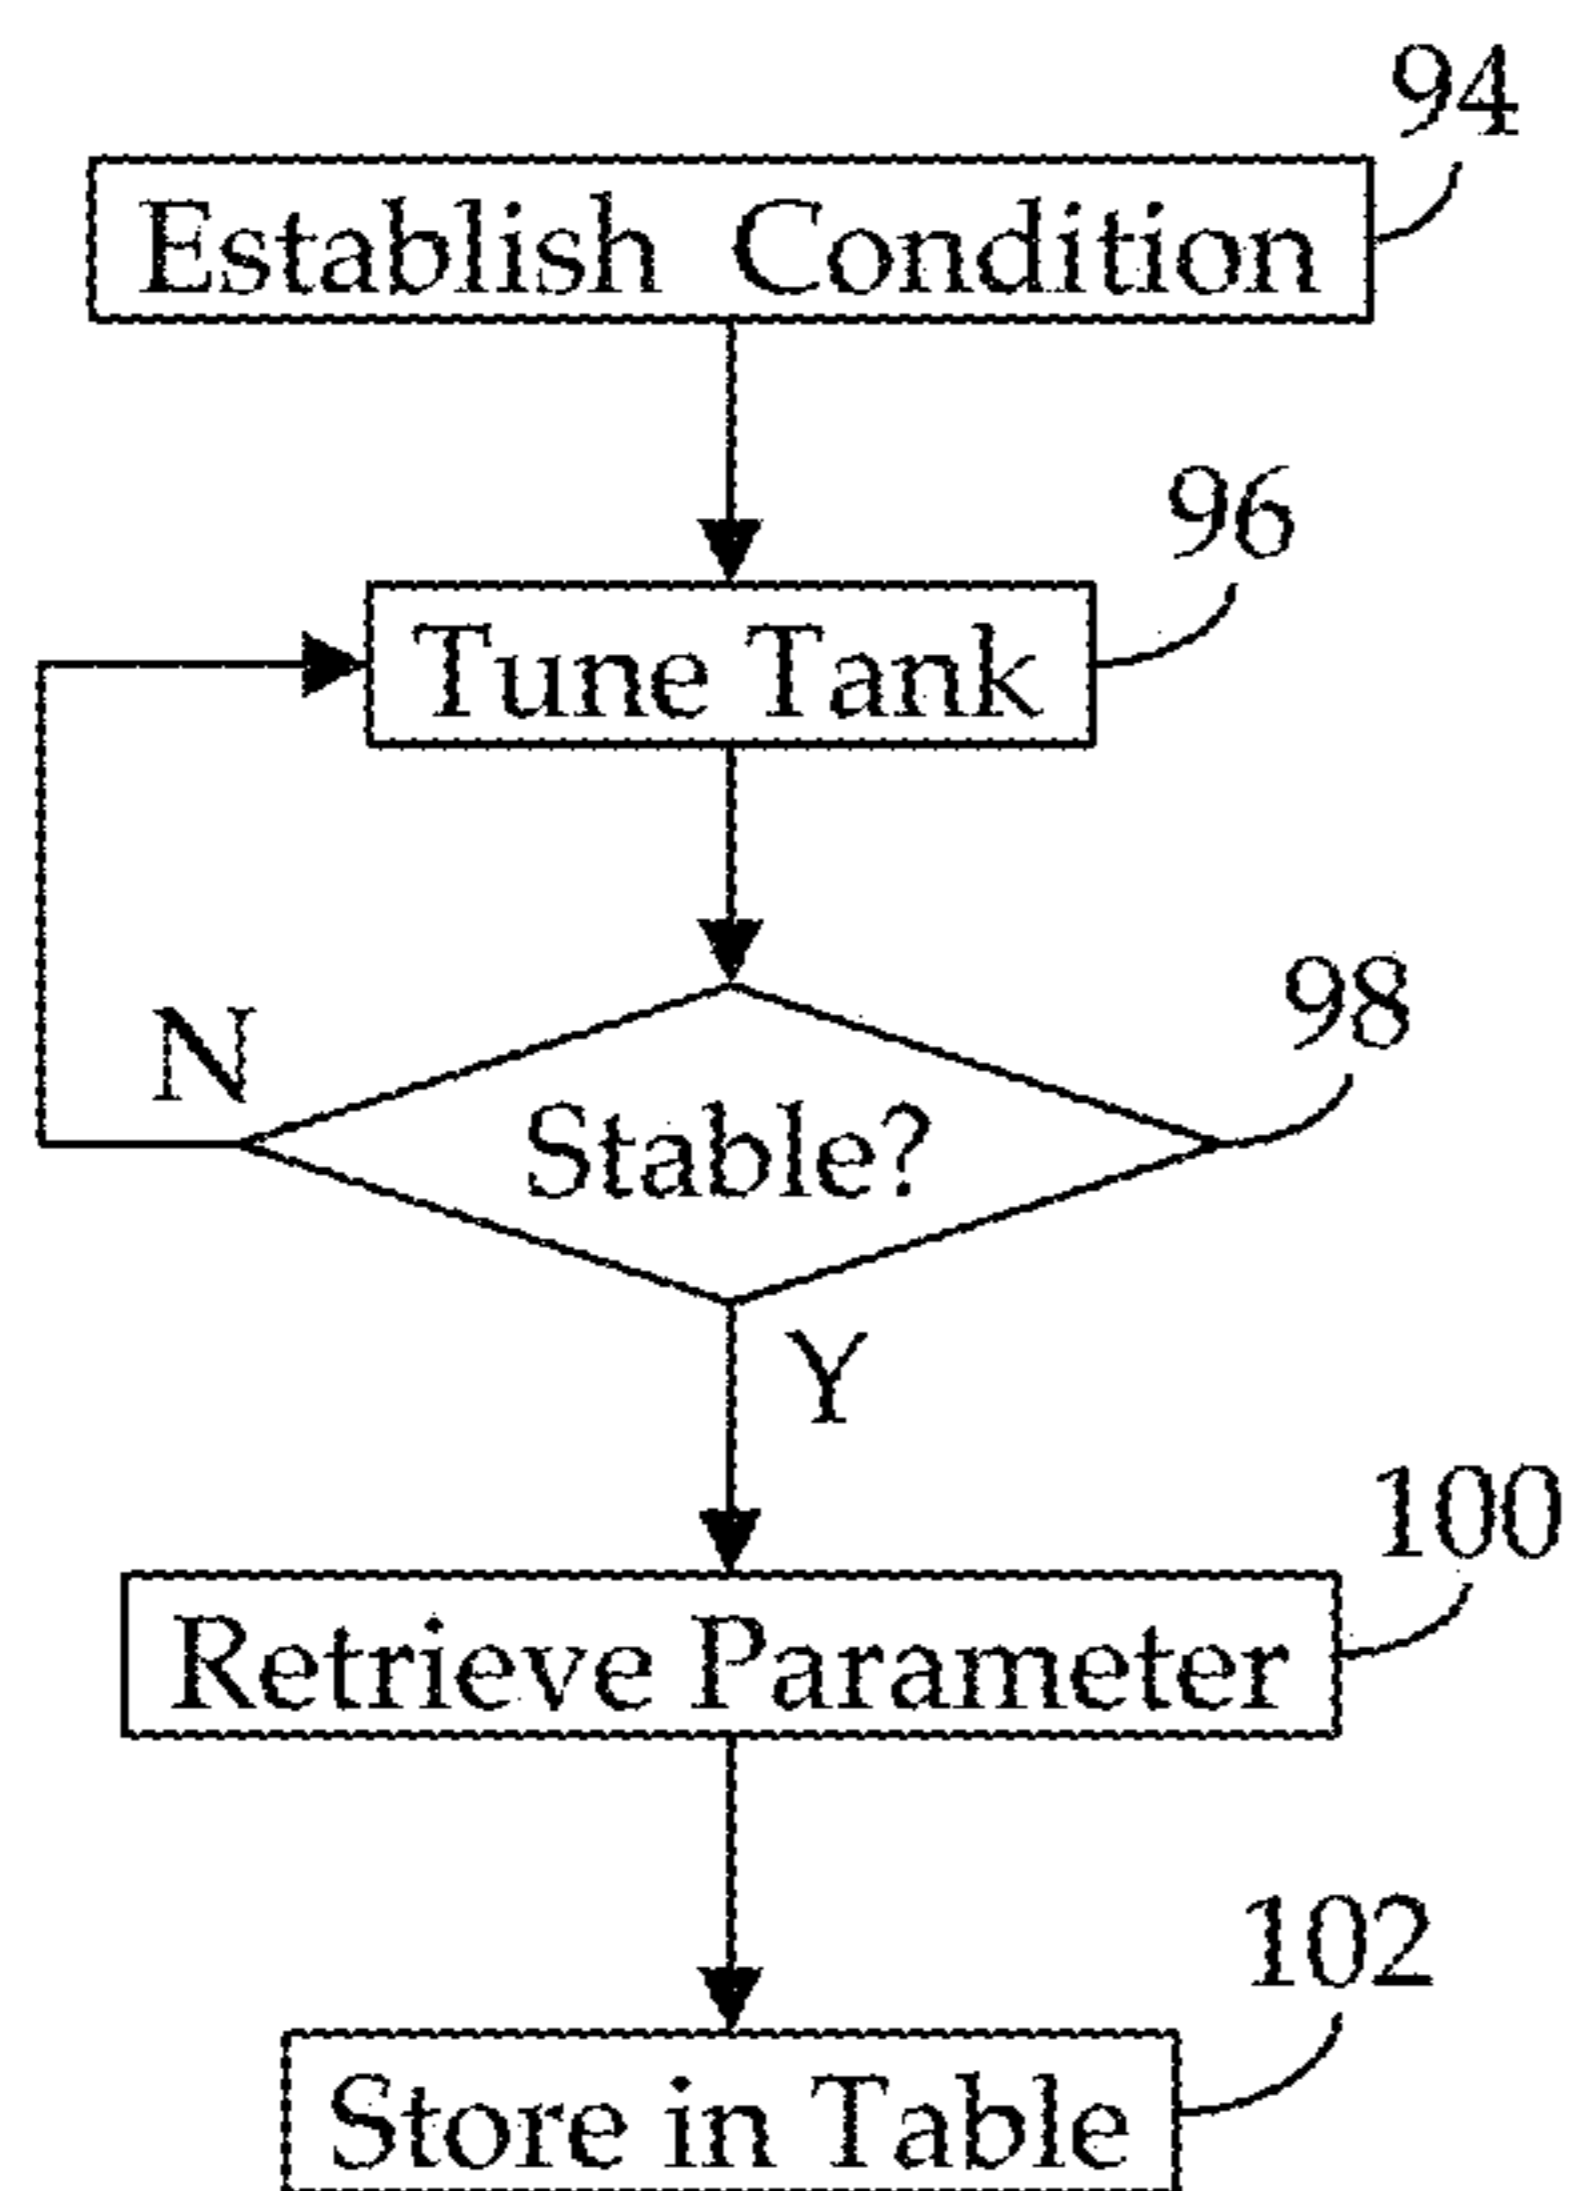 94
Establish Condition
96
Tune Tank
98
N
Stable?
Y
100
Retrieve Parameter
102
Store in Table